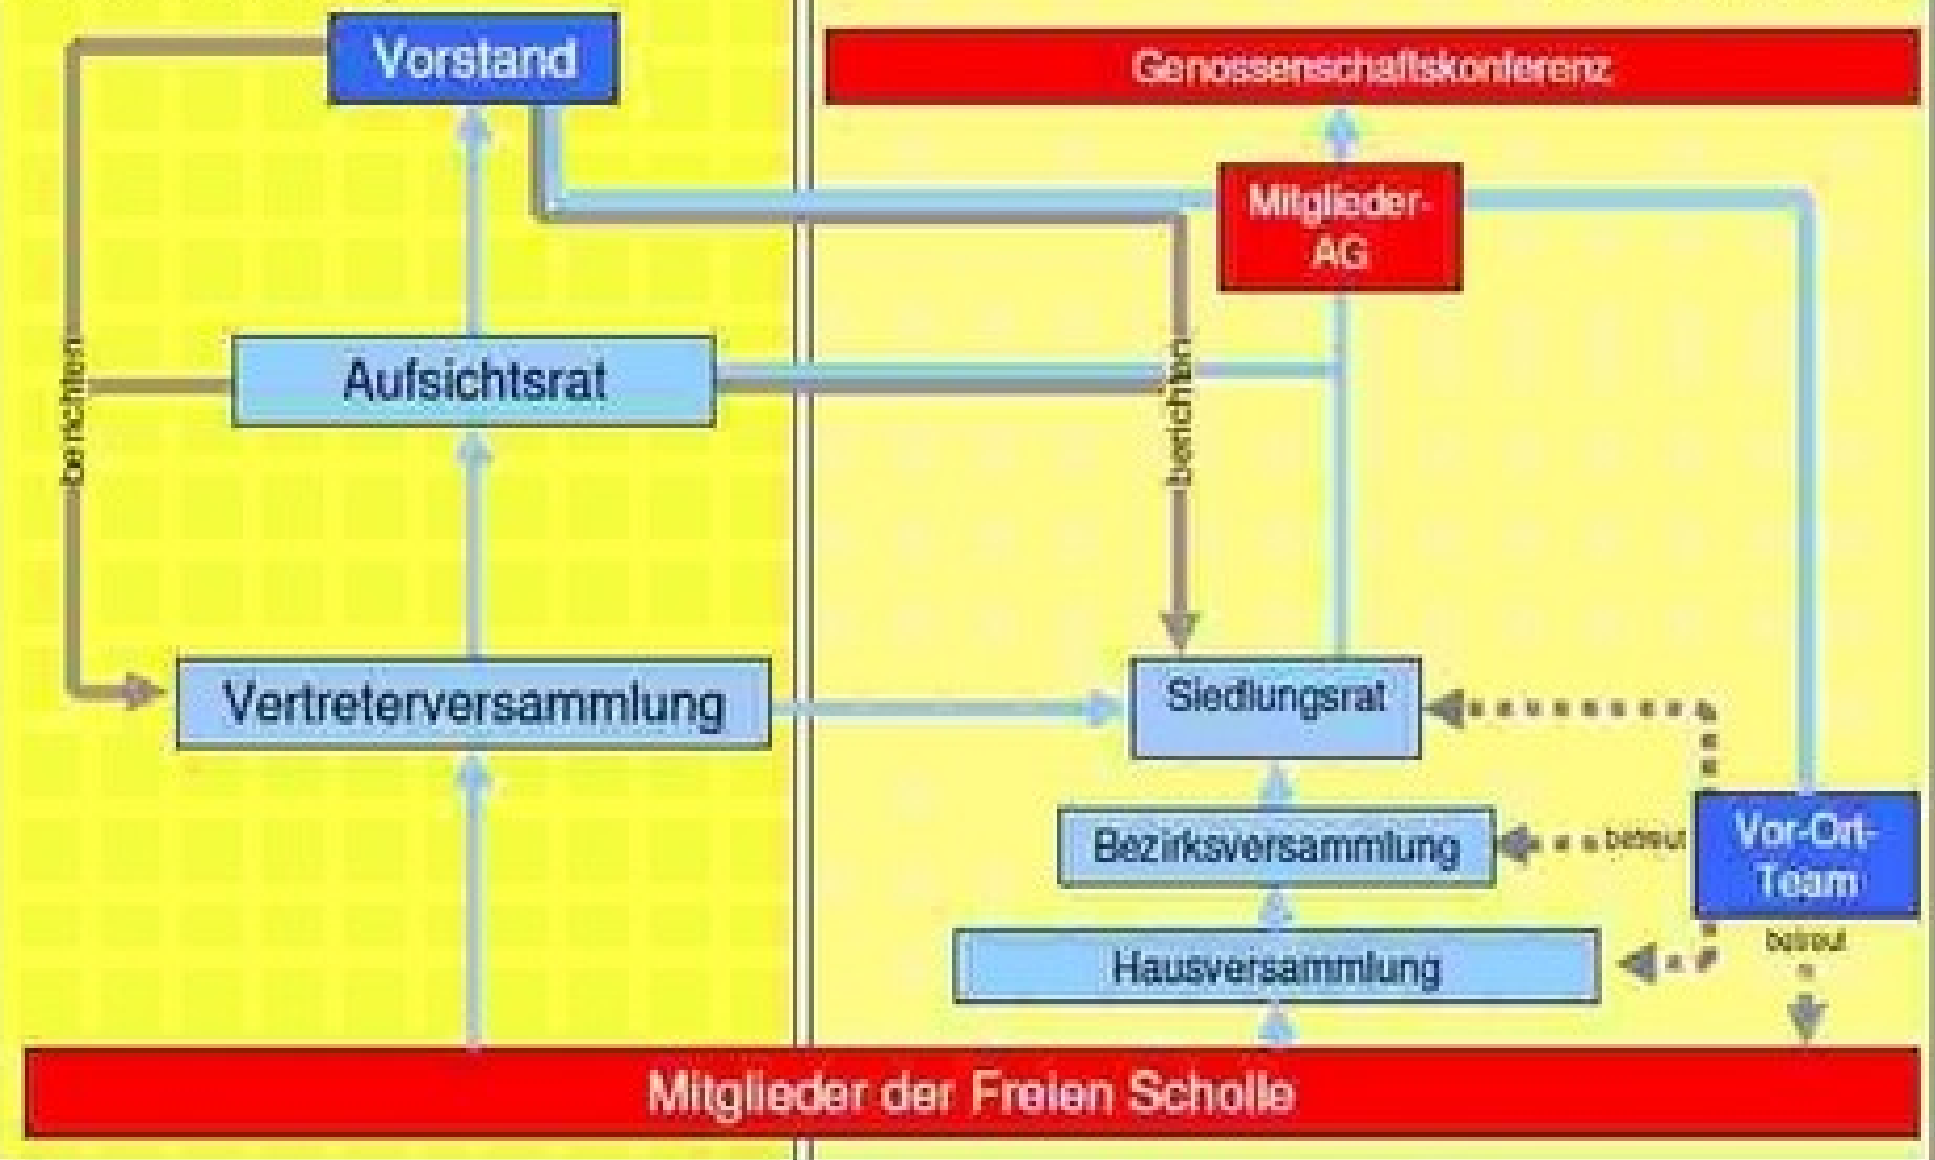 Vorstand
Genossenschaftskonferenz
Mitglieder-
AG
berichten
Aufsichtsrat
berichten
Vertreterversammlung
Siedlungsrat
Bezirksversammlung
betreut
Vor-Ort-
Team
betreut
Hausversammlung
Mitglieder der Freien Scholle